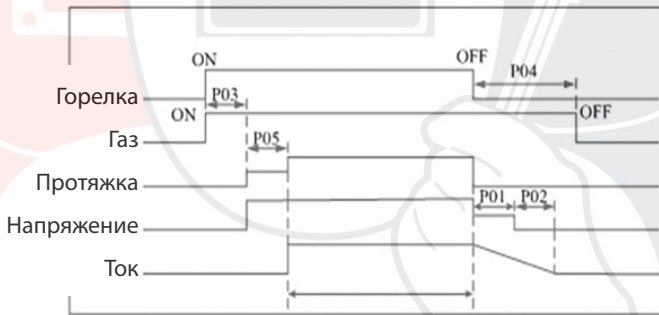 ON OFF P04
Горелка P03
ON OFF
Газ P05
Протяжка
P01 P02
Напряжение
Ток